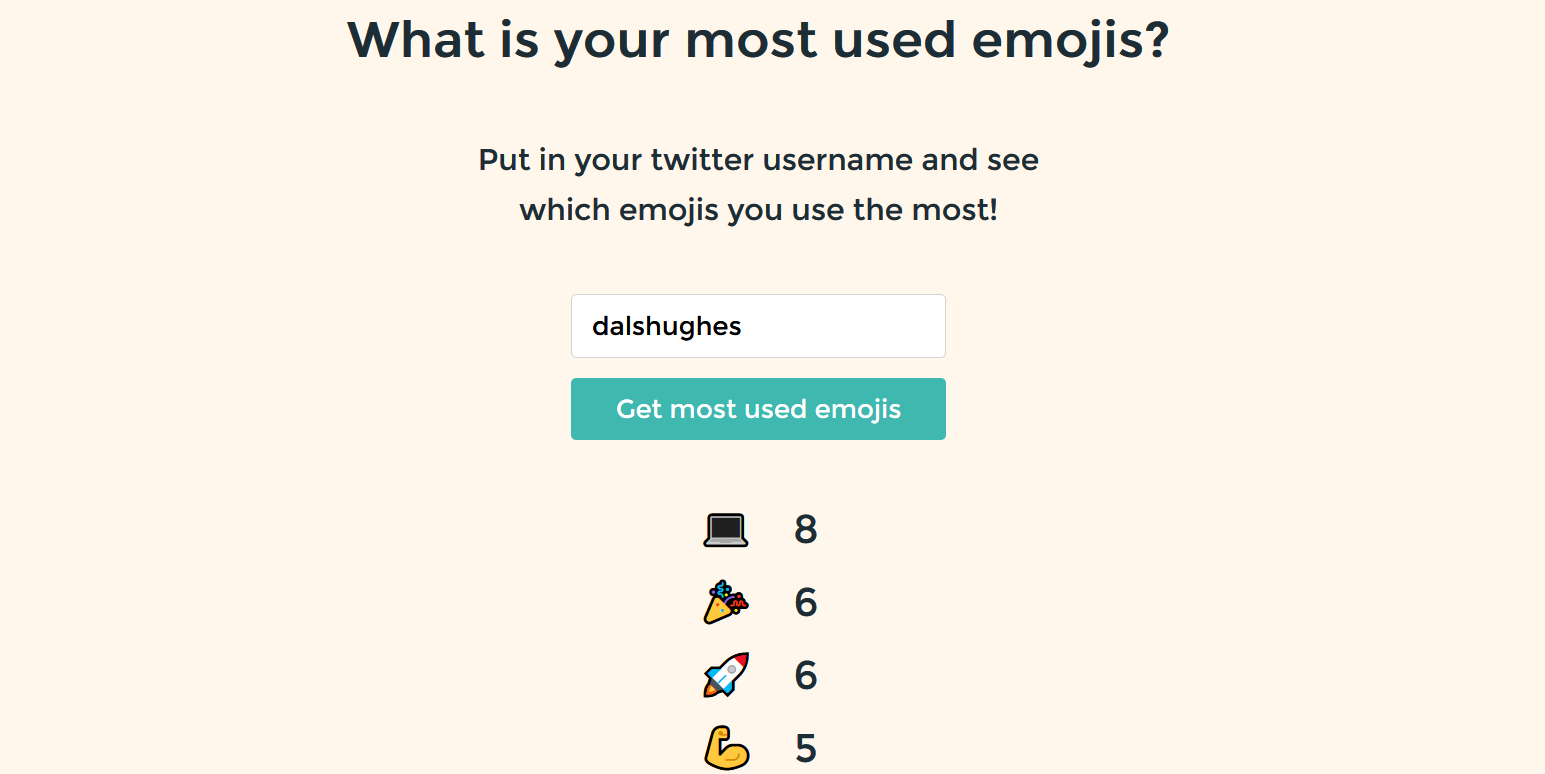 What is your most used emojis?
Put in your twitter username and see
which emojis you use the most!
dalshughes
Get most used emojis
💻 8
🎉 6
🚀 6
💪 5